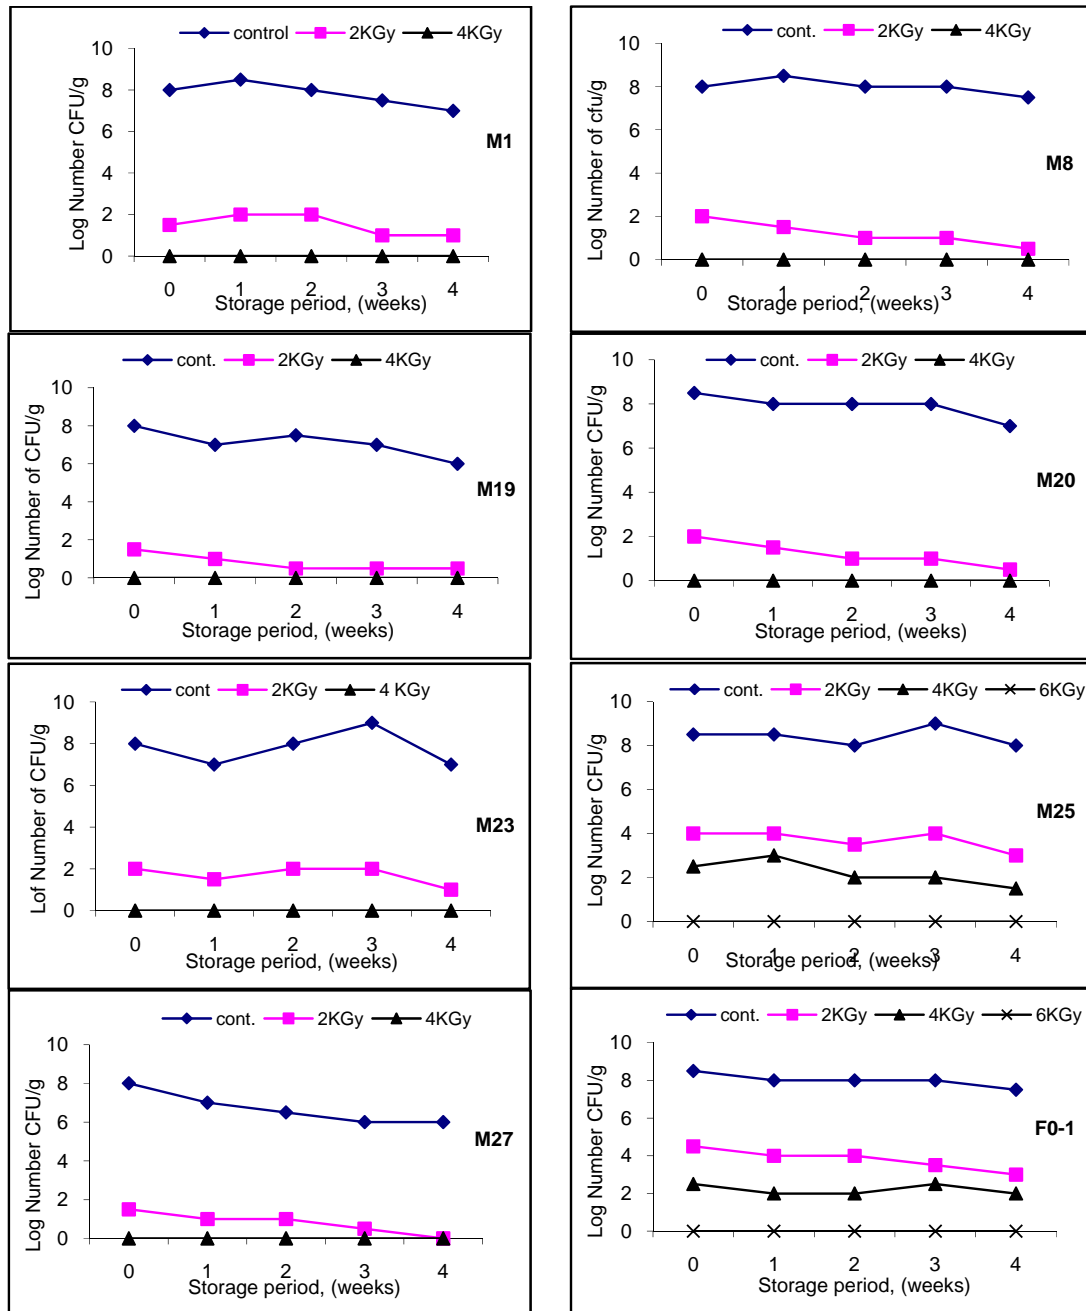 control 2KGy 4KGy
10
8
6
4
2
0
Log Number CFU/g
M1
0 1 2 3 4
Storage period, (weeks)
cont. 2KGy 4KGy
10
8
6
4
2
0
Log Number of cfu/g
M8
0 1 2 3 4
Storage period, (weeks)
cont. 2KGy 4KGy
10
8
6
4
2
0
Log Number of CFU/g
M19
0 1 2 3 4
Storage period, (weeks)
cont. 2KGy 4KGy
10
8
6
4
2
0
Log Number CFU/g
M20
0 1 2 3 4
Storage period, (weeks)
cont 2KGy 4 KGy
10
8
6
4
2
0
Lof Number of CFU/g
M23
0 1 2 3 4
Storage period, (weeks)
cont. 2KGy 4KGy 6KGy
10
8
6
4
2
0
Log Number CFU/g
M25
0 1 2 3 4
Storage period, (weeks)
cont. 2KGy 4KGy
10
8
6
4
2
0
Log Number CFU/g
M27
0 1 2 3 4
Storage period, (weeks)
cont. 2KGy 4KGy 6KGy
10
8
6
4
2
0
Log Number CFU/g
F0-1
0 1 2 3 4
Storage period, (weeks)